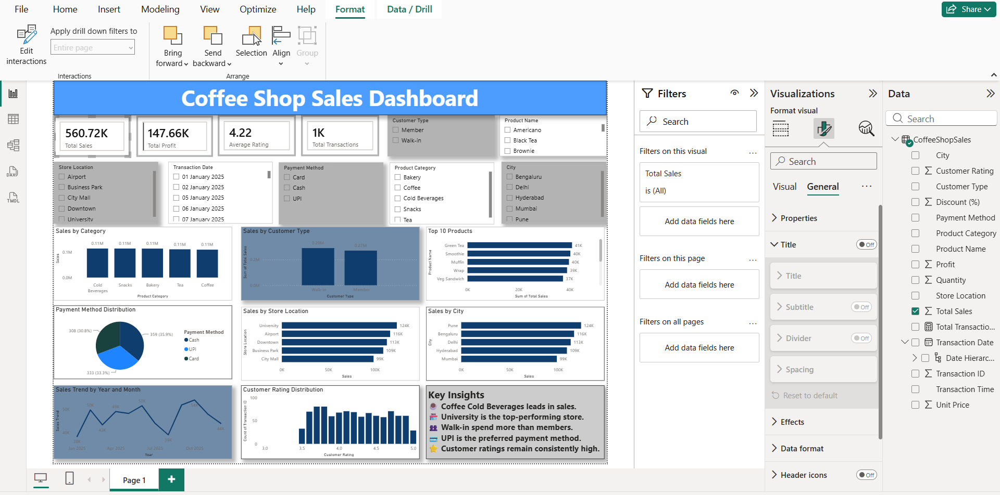 File Home Insert Modeling View Optimize Help Format Data / Drill
Share
Edit interactions
Apply drill down filters to
Entire page
Interactions
Bring forward
Send backward
Selection
Align
Group
Arrange
DAX
TMDL
Coffee Shop Sales Dashboard
560.72K
Total Sales
147.66K
Total Profit
4.22
Average Rating
1K
Total Transactions
Customer Type
Member
Walk-in
Product Name
Americano
Black Tea
Brownie
Store Location
Airport
Business Park
City Mall
Downtown
University
Transaction Date
01 January 2025
02 January 2025
05 January 2025
06 January 2025
07 January 2025
Payment Method
Card
Cash
UPI
Product Category
Bakery
Coffee
Cold Beverages
Snacks
Tea
City
Bengaluru
Delhi
Hyderabad
Mumbai
Pune
Sales by Category
Sales
0.1M
0.0M
0.11M 0.11M 0.11M 0.11M 0.11M
Cold Beverages Snacks Bakery Tea Coffee
Product Category
Sales by Customer Type
Sum of Total Sales
0.2M
0.0M
0.29M 0.27M
Walk-in Member
Customer Type
Top 10 Products
Product Name
Green Tea 41K
Smoothie 40K
Muffin 40K
Wrap 39K
Veg Sandwich 37K
0K 20K 40K
Sum of Total Sales
Payment Method Distribution
308 (30.8%)
359 (35.9%)
333 (33.3%)
Payment Method
Cash
UPI
Card
Sales by Store Location
Store Location
University 124K
Airport 116K
Downtown 113K
Business Park 109K
City Mall 99K
0K 50K 100K
Sales
Sales by City
City
Pune 124K
Bengaluru 116K
Delhi 113K
Hyderabad 109K
Mumbai 99K
0K 50K 100K
Sales
Sales Trend by Year and Month
Sales Trend
50K
40K
50K 49K 52K 54K
43K 44K
36K 39K
Jan 2025 Apr 2025 Jul 2025 Oct 2025
Year
Customer Rating Distribution
Count of Transaction ID
100
50
0
3.0 3.5 4.0 4.5 5.0
Customer Rating
Key Insights
Coffee Cold Beverages leads in sales.
University is the top-performing store.
Walk-in spend more than members.
UPI is the preferred payment method.
Customer ratings remain consistently high.
Page 1
Filters
Search
Filters on this visual ...
Total Sales
is (All)
Add data fields here
Filters on this page ...
Add data fields here
Filters on all pages ...
Add data fields here
Visualizations
Format visual
Search
Visual General ...
Properties
Title Off
Title
Subtitle Off
Divider Off
Spacing
Reset to default
Effects
Data format
Header icons Off
Data
Search
CoffeeShopSales
City
Customer Rating
Customer Type
Discount (%)
Payment Method
Product Category
Product Name
Profit
Quantity
Store Location
Total Sales
Total Transactio...
Transaction Date
Date Hierarc...
Transaction ID
Transaction Time
Unit Price